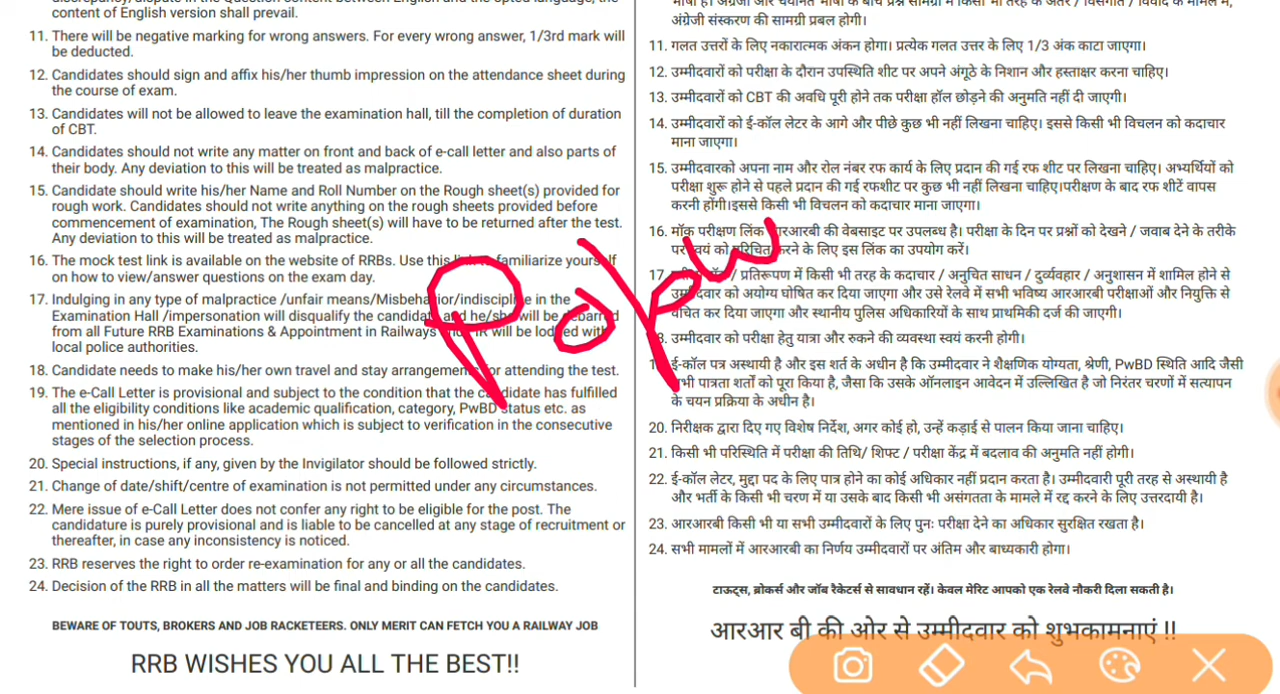 content of English version shall prevail.
11. There will be negative marking for wrong answers. For every wrong answer, 1/3rd mark will
be deducted.
12. Candidates should sign and affix his/her thumb impression on the attendance sheet during
the course of exam.
13. Candidates will not be allowed to leave the examination hall, till the completion of duration
of CBT.
14. Candidates should not write any matter on front and back of e-call letter and also parts of
their body. Any deviation to this will be treated as malpractice.
15. Candidate should write his/her Name and Roll Number on the Rough sheet(s) provided for
rough work. Candidates should not write anything on the rough sheets provided before
commencement of examination, The Rough sheet(s) will have to be returned after the test.
Any deviation to this will be treated as malpractice.
16. The mock test link is available on the website of RRBs. Use this link to familiarize yourself
on how to view/answer questions on the exam day.
17. Indulging in any type of malpractice /unfair means/Misbehavior/indiscipline in the
Examination Hall /impersonation will disqualify the candidate and he/she will be debarred
from all Future RRB Examinations & Appointment in Railways and FIR will be lodged with
local police authorities.
18. Candidate needs to make his/her own travel and stay arrangements for attending the test.
19. The e-Call Letter is provisional and subject to the condition that the candidate has fulfilled
all the eligibility conditions like academic qualification, category, PwBD status etc. as
mentioned in his/her online application which is subject to verification in the consecutive
stages of the selection process.
20. Special instructions, if any, given by the Invigilator should be followed strictly.
21. Change of date/shift/centre of examination is not permitted under any circumstances.
22. Mere issue of e-Call Letter does not confer any right to be eligible for the post. The
candidature is purely provisional and is liable to be cancelled at any stage of recruitment or
thereafter, in case any inconsistency is noticed.
23. RRB reserves the right to order re-examination for any or all the candidates.
24. Decision of the RRB in all the matters will be final and binding on the candidates.
BEWARE OF TOUTS, BROKERS AND JOB RACKETEERS. ONLY MERIT CAN FETCH YOU A RAILWAY JOB
RRB WISHES YOU ALL THE BEST!!
अंग्रेजी संस्करण की सामग्री प्रबल होगी।
11. गलत उत्तरों के लिए नकारात्मक अंकन होगा। प्रत्येक गलत उत्तर के लिए 1/3 अंक काटा जाएगा।
12. उम्मीदवारों को परीक्षा के दौरान उपस्थिति शीट पर अपने अंगूठे के निशान और हस्ताक्षर करना चाहिए।
13. उम्मीदवारों को CBT की अवधि पूरी होने तक परीक्षा हॉल छोड़ने की अनुमति नहीं दी जाएगी।
14. उम्मीदवारों को ई-कॉल लेटर के आगे और पीछे कुछ भी नहीं लिखना चाहिए। इससे किसी भी विचलन को कदाचार
माना जाएगा।
15. उम्मीदवारको अपना नाम और रोल नंबर रफ कार्य के लिए प्रदान की गई रफ शीट पर लिखना चाहिए। अभ्यर्थियों को
परीक्षा शुरू होने से पहले प्रदान की गई रफशीट पर कुछ भी नहीं लिखना चाहिए।परीक्षण के बाद रफ शीटें वापस
करनी होंगी।इससे किसी भी विचलन को कदाचार माना जाएगा।
16. मॉक परीक्षण लिंक आरआरबी की वेबसाइट पर उपलब्ध है। परीक्षा के दिन पर प्रश्नों को देखने / जवाब देने के तरीके
पर स्वयं को परिचित करने के लिए इस लिंक का उपयोग करें।
17. / प्रतिरूपण में किसी भी तरह के कदाचार / अनुचित साधन / दुर्व्यवहार / अनुशासन में शामिल होने से
उम्मीदवार को अयोग्य घोषित कर दिया जाएगा और उसे रेलवे में सभी भविष्य आरआरबी परीक्षाओं और नियुक्ति से
वंचित कर दिया जाएगा और स्थानीय पुलिस अधिकारियों के साथ प्राथमिकी दर्ज की जाएगी।
18. उम्मीदवार को परीक्षा हेतु यात्रा और रुकने की व्यवस्था स्वयं करनी होगी।
19. ई-कॉल पत्र अस्थायी है और इस शर्त के अधीन है कि उम्मीदवार ने शैक्षणिक योग्यता, श्रेणी, PwBD स्थिति आदि जैसी
सभी पात्रता शर्तों को पूरा किया है, जैसा कि उसके ऑनलाइन आवेदन में उल्लिखित है जो निरंतर चरणों में सत्यापन
के चयन प्रक्रिया के अधीन है।
20. निरीक्षक द्वारा दिए गए विशेष निर्देश, अगर कोई हो, उन्हें कड़ाई से पालन किया जाना चाहिए।
21. किसी भी परिस्थिति में परीक्षा की तिथि/ शिफ्ट / परीक्षा केंद्र में बदलाव की अनुमति नहीं होगी।
22. ई-कॉल लेटर, मुद्दा पद के लिए पात्र होने का कोई अधिकार नहीं प्रदान करता है। उम्मीदवारी पूरी तरह से अस्थायी है
और भर्ती के किसी भी चरण में या उसके बाद किसी भी असंगतता के मामले में रद्द करने के लिए उत्तरदायी है।
23. आरआरबी किसी भी या सभी उम्मीदवारों के लिए पुनः परीक्षा देने का अधिकार सुरक्षित रखता है।
24. सभी मामलों में आरआरबी का निर्णय उम्मीदवारों पर अंतिम और बाध्यकारी होगा।
टाऊट्स, ब्रोकर्स और जॉब रैकेटर्स से सावधान रहें। केवल मेरिट आपको एक रेलवे नौकरी दिला सकती है।
आरआर बी की ओर से उम्मीदवार को शुभकामनाएं !!